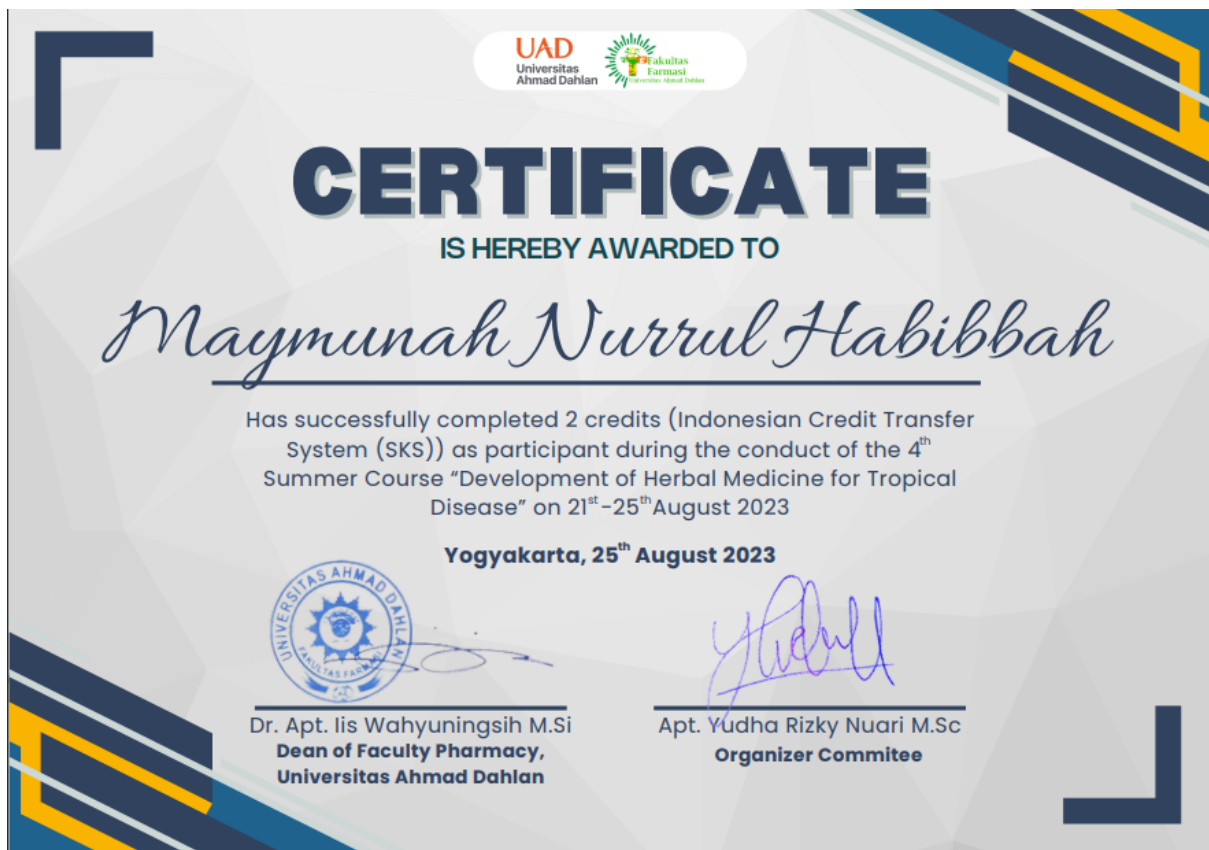 UAD
Universitas
Ahmad Dahlan
Fakultas
Farmasi
Universitas Ahmad Dahlan
CERTIFICATE
IS HEREBY AWARDED TO
Maymunah Nurrul Habibbah
Has successfully completed 2 credits (Indonesian Credit Transfer
System (SKS)) as participant during the conduct of the 4th
Summer Course “Development of Herbal Medicine for Tropical
Disease” on 21st-25th August 2023
Yogyakarta, 25th August 2023
UNIVERSITAS AHMAD DAHLAN
FAKULTAS FARMASI
Dr. Apt. Iis Wahyuningsih M.Si
Dean of Faculty Pharmacy,
Universitas Ahmad Dahlan
Apt. Yudha Rizky Nuari M.Sc
Organizer Commitee